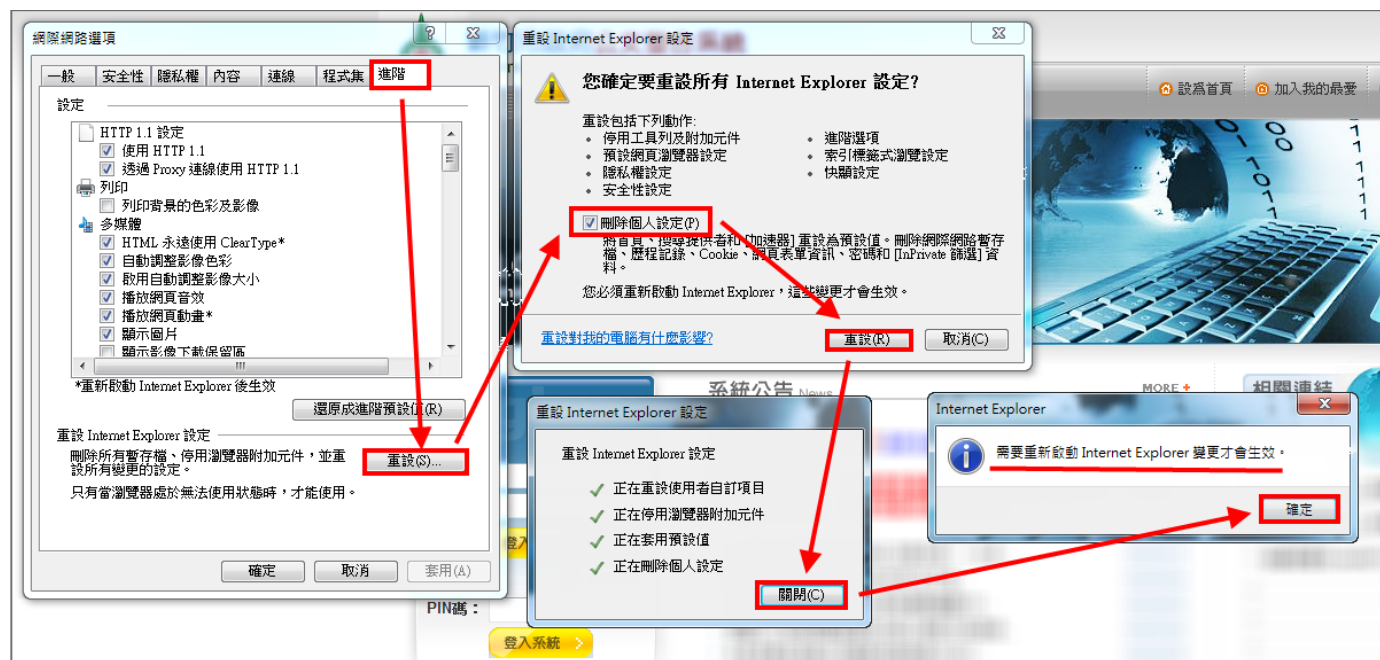 網際網路選項
一般 安全性 隱私權 內容 連線 程式集 進階
設定
HTTP 1.1 設定
使用 HTTP 1.1
透過 Proxy 連線使用 HTTP 1.1
列印
列印背景的色彩及影像
多媒體
HTML 永遠使用 ClearType*
自動調整影像色彩
啟用自動調整影像大小
播放網頁音效
播放網頁動畫*
顯示圖片
顯示影像下載保留區
*重新啟動 Internet Explorer 後生效
還原成進階預設值(R)
重設 Internet Explorer 設定
刪除所有暫存檔、停用瀏覽器附加元件，並重
設所有變更的設定。
重設(S)...
只有當瀏覽器處於無法使用狀態時，才能使用。
確定 取消 套用(A)
重設 Internet Explorer 設定
您確定要重設所有 Internet Explorer 設定?
重設包括下列動作:
停用工具列及附加元件
預設網頁瀏覽器設定
隱私權設定
安全性設定
進階選項
索引標籤式瀏覽設定
快顯設定
刪除個人設定(P)
將首頁、搜尋提供者和 [加速器] 重設為預設值。刪除網際網路暫存
檔、歷程記錄、Cookie、網頁表單資訊、密碼和 [InPrivate 篩選] 資
料。
您必須重新啟動 Internet Explorer，這些變更才會生效。
重設對我的電腦有什麼影響?
重設(R) 取消(C)
設為首頁 加入我的最愛
系統公告 News
MORE +
相關連結
重設 Internet Explorer 設定
重設 Internet Explorer 設定
正在重設使用者自訂項目
正在停用瀏覽器附加元件
正在套用預設值
正在刪除個人設定
關閉(C)
Internet Explorer
需要重新啟動 Internet Explorer 變更才會生效。
確定
登入
PIN碼：
登入系統